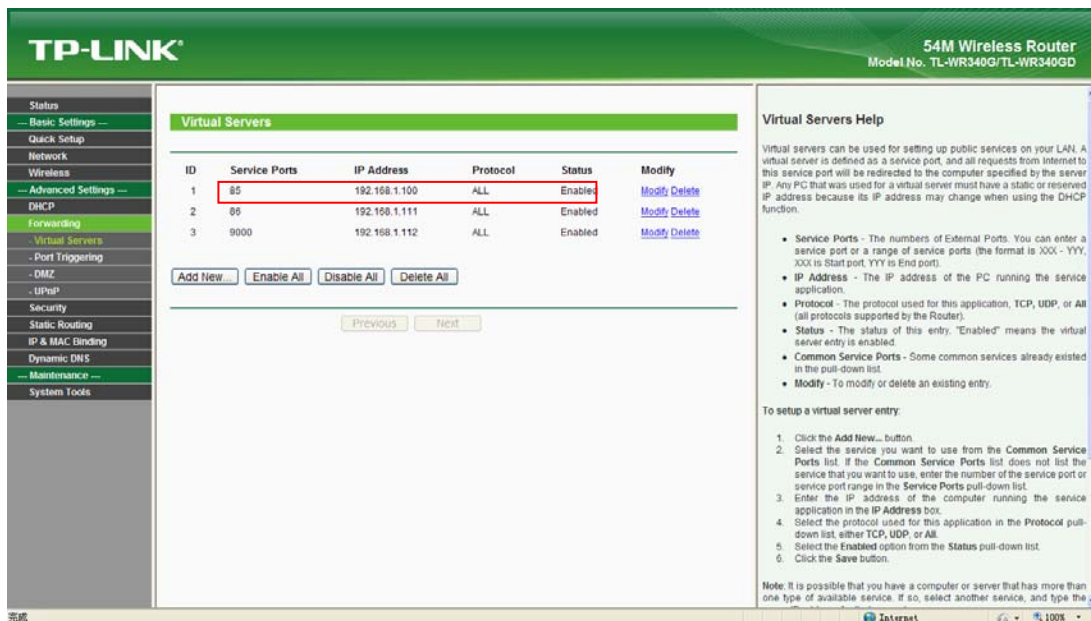 TP-LINK®
54M Wireless Router
Model No. TL-WR340G/TL-WR340GD
Status
--- Basic Settings ---
Quick Setup
Network
Wireless
--- Advanced Settings ---
DHCP
Forwarding
- Virtual Servers
- Port Triggering
- DMZ
- UPnP
Security
Static Routing
IP & MAC Binding
Dynamic DNS
--- Maintenance ---
System Tools
Virtual Servers
ID Service Ports IP Address Protocol Status Modify
1 85 192.168.1.100 ALL Enabled Modify Delete
2 86 192.168.1.111 ALL Enabled Modify Delete
3 9000 192.168.1.112 ALL Enabled Modify Delete
Add New... Enable All Disable All Delete All
Previous Next
Virtual Servers Help
Virtual servers can be used for setting up public services on your LAN. A
virtual server is defined as a service port, and all requests from Internet to
this service port will be redirected to the computer specified by the server
IP. Any PC that was used for a virtual server must have a static or reserved
IP address because its IP address may change when using the DHCP
function.
• Service Ports - The numbers of External Ports. You can enter a
service port or a range of service ports (the format is XXX - YYY,
XXX is Start port, YYY is End port).
• IP Address - The IP address of the PC running the service
application.
• Protocol - The protocol used for this application, TCP, UDP, or All
(all protocols supported by the Router).
• Status - The status of this entry. "Enabled" means the virtual
server entry is enabled.
• Common Service Ports - Some common services already existed
in the pull-down list.
• Modify - To modify or delete an existing entry.
To setup a virtual server entry:
1. Click the Add New... button.
2. Select the service you want to use from the Common Service
Ports list. If the Common Service Ports list does not list the
service that you want to use, enter the number of the service port or
service port range in the Service Ports pull-down list.
3. Enter the IP address of the computer running the service
application in the IP Address box.
4. Select the protocol used for this application in the Protocol pull-
down list, either TCP, UDP, or All.
5. Select the Enabled option from the Status pull-down list.
6. Click the Save button.
Note: It is possible that you have a computer or server that has more than
one type of available service. If so, select another service, and type the
完成 Internet 100%